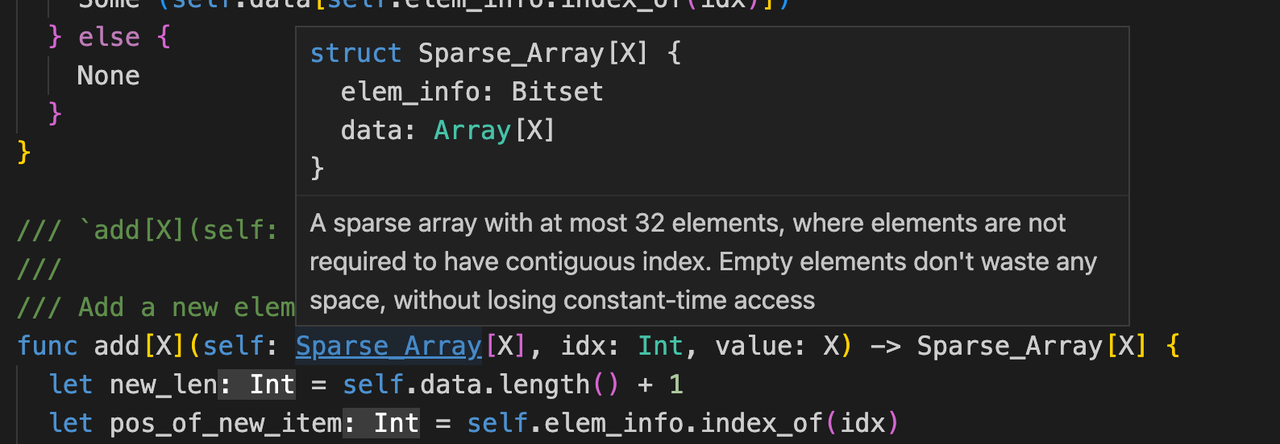 Some (self.data[self.elem_info.index_of(idx)])
} else {
None
}
}
struct Sparse_Array[X] {
elem_info: Bitset
data: Array[X]
}
A sparse array with at most 32 elements, where elements are not
required to have contiguous index. Empty elements don't waste any
space, without losing constant-time access
/// `add[X](self:
///
/// Add a new elem
func add[X](self: Sparse_Array[X], idx: Int, value: X) -> Sparse_Array[X] {
let new_len: Int = self.data.length() + 1
let pos_of_new_item: Int = self.elem_info.index_of(idx)